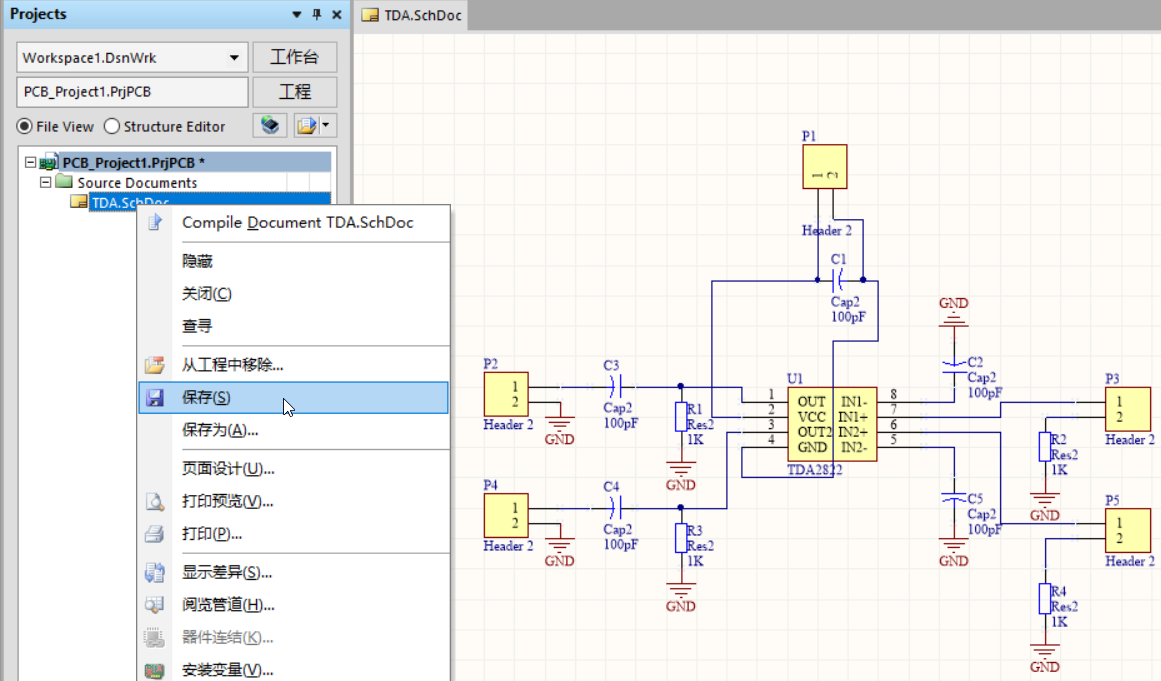 Projects
TDA.SchDoc
Workspace1.DsnWrk
工作台
PCB_Project1.PrjPCB
工程
File View
Structure Editor
PCB_Project1.PrjPCB *
Source Documents
TDA.SchDoc
Compile Document TDA.SchDoc
隐藏
关闭(C)
查寻
从工程中移除...
保存(S)
保存为(A)...
页面设计(U)...
打印预览(V)...
打印(P)...
显示差异(S)...
阅览管道(H)...
器件连结(K)...
安装变量(V)...
P1
1 2
Header 2
C1
Cap2
100pF
GND
C2
Cap2
100pF
P2
1
2
Header 2
GND
C3
Cap2
100pF
R1
Res2
1K
GND
U1
1 OUT IN1- 8
2 VCC IN1+ 7
3 OUT2 IN2+ 6
4 GND IN2- 5
TDA2822
P3
1
2
Header 2
R2
Res2
1K
GND
P4
1
2
Header 2
GND
C4
Cap2
100pF
R3
Res2
1K
GND
C5
Cap2
100pF
GND
P5
1
2
Header 2
R4
Res2
1K
GND